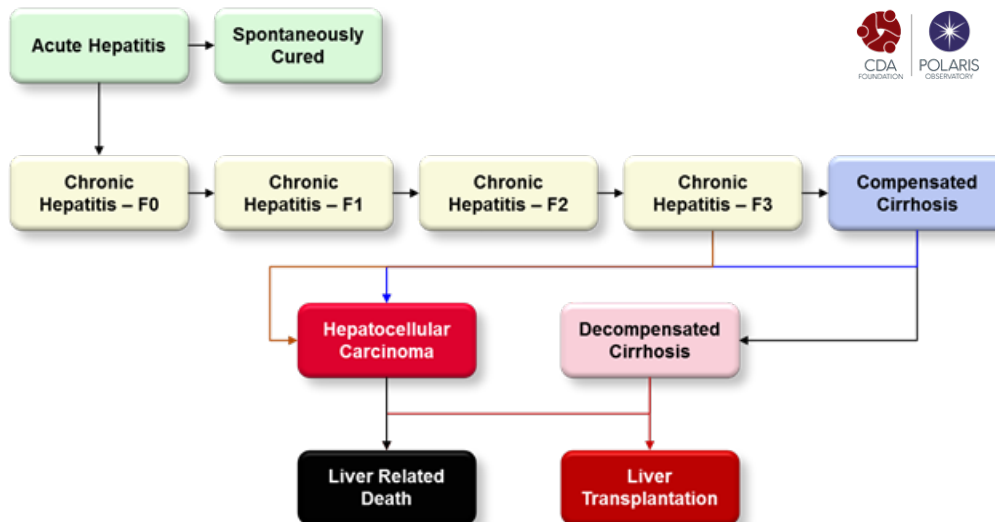 Acute Hepatitis
Spontaneously
Cured
CDA
FOUNDATION
POLARIS
OBSERVATORY
Chronic
Hepatitis – F0
Chronic
Hepatitis – F1
Chronic
Hepatitis – F2
Chronic
Hepatitis – F3
Compensated
Cirrhosis
Hepatocellular
Carcinoma
Decompensated
Cirrhosis
Liver Related
Death
Liver
Transplantation